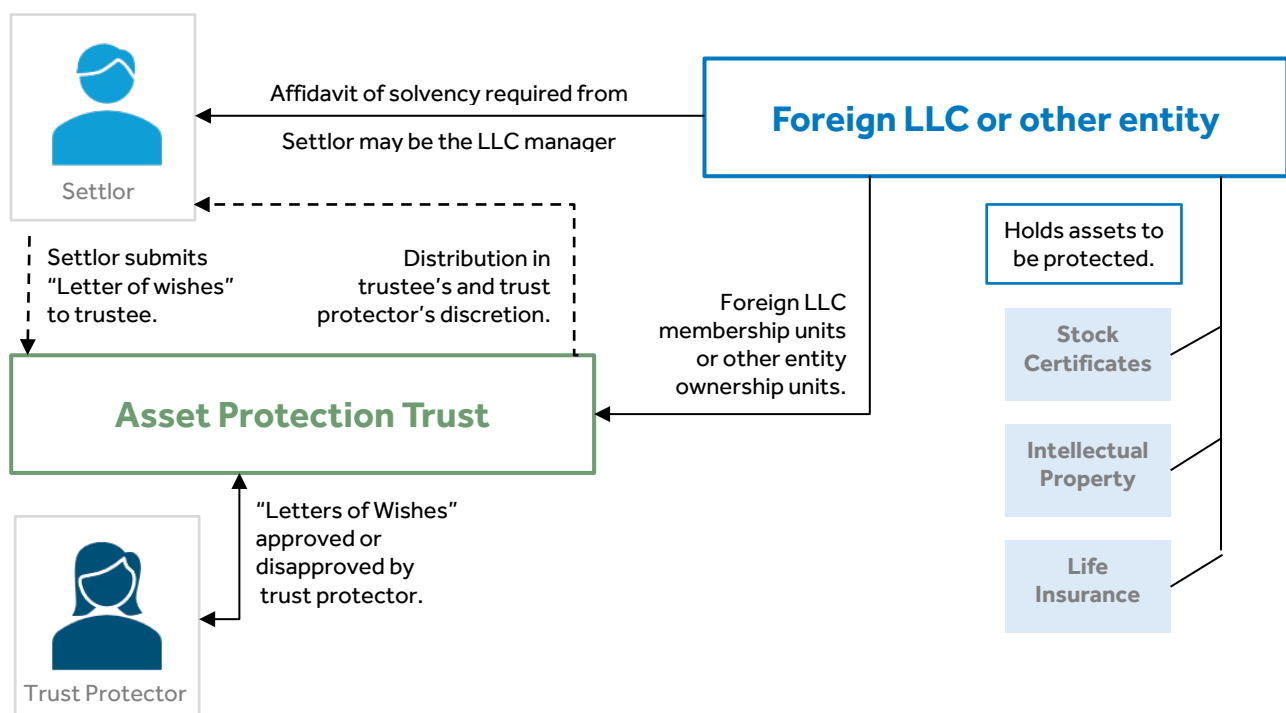 Affidavit of solvency required from
Settlor may be the LLC manager
Foreign LLC or other entity
Settlor
Settlor submits
“Letter of wishes”
to trustee.
Distribution in
trustee’s and trust
protector’s discretion.
Holds assets to
be protected.
Foreign LLC
membership units
or other entity
ownership units.
Stock
Certificates
Asset Protection Trust
Intellectual
Property
“Letters of Wishes”
approved or
disapproved by
trust protector.
Life
Insurance
Trust Protector